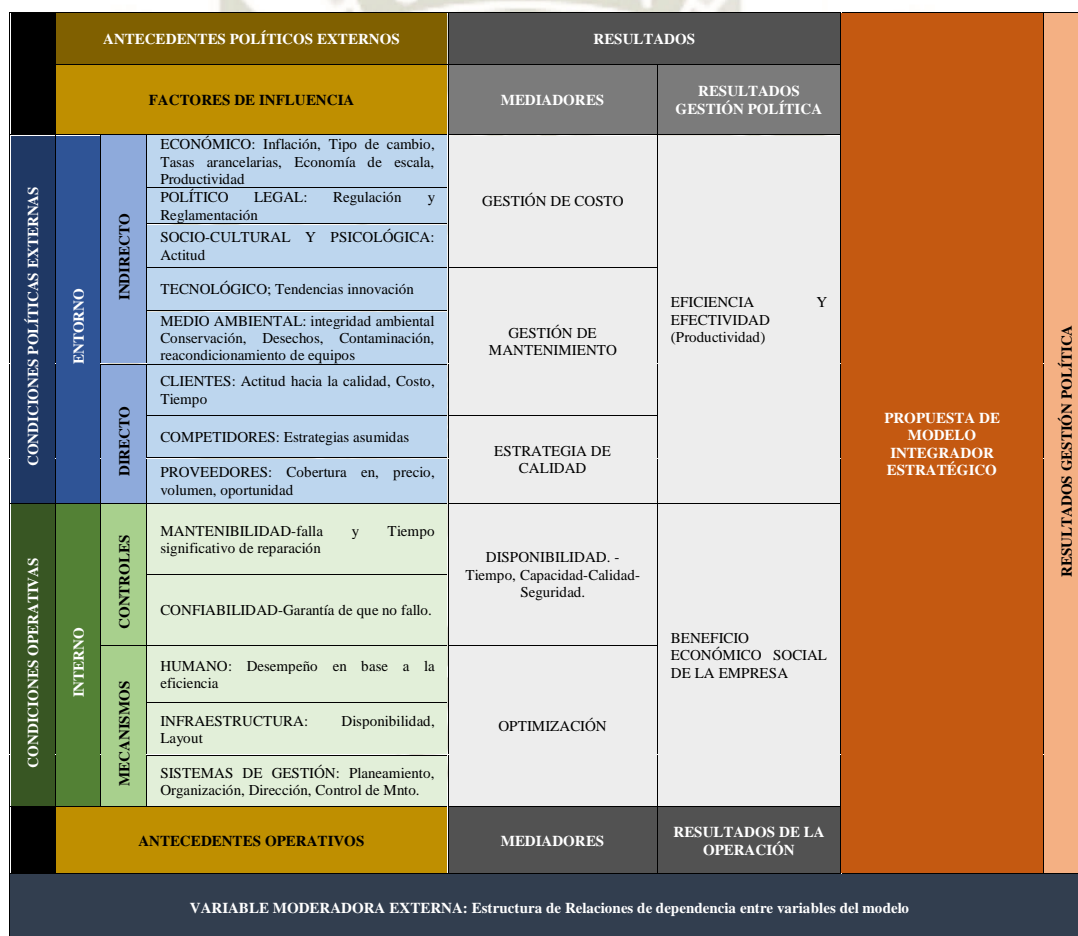 ANTECEDENTES POLÍTICOS EXTERNOS
RESULTADOS
FACTORES DE INFLUENCIA
MEDIADORES
RESULTADOS
GESTIÓN POLÍTICA
CONDICIONES POLÍTICAS EXTERNAS
ENTORNO
INDIRECTO
ECONÓMICO: Inflación, Tipo de cambio,
Tasas arancelarias, Economía de escala,
Productividad
POLÍTICO LEGAL: Regulación y
Reglamentación
SOCIO-CULTURAL Y PSICOLÓGICA:
Actitud
TECNOLÓGICO; Tendencias innovación
MEDIO AMBIENTAL: integridad ambiental
Conservación, Desechos, Contaminación,
reacondicionamiento de equipos
DIRECTO
CLIENTES: Actitud hacia la calidad, Costo,
Tiempo
COMPETIDORES: Estrategias asumidas
PROVEEDORES: Cobertura en, precio,
volumen, oportunidad
GESTIÓN DE COSTO
GESTIÓN DE
MANTENIMIENTO
ESTRATEGIA DE
CALIDAD
EFICIENCIA Y
EFECTIVIDAD
(Productividad)
CONDICIONES OPERATIVAS
INTERNO
CONTROLES
MANTENIBILIDAD-falla y Tiempo
significativo de reparación
CONFIABILIDAD-Garantía de que no fallo.
MECANISMOS
HUMANO: Desempeño en base a la
eficiencia
INFRAESTRUCTURA: Disponibilidad,
Layout
SISTEMAS DE GESTIÓN: Planeamiento,
Organización, Dirección, Control de Mnto.
DISPONIBILIDAD. -
Tiempo, Capacidad-Calidad-
Seguridad.
OPTIMIZACIÓN
BENEFICIO
ECONÓMICO SOCIAL
DE LA EMPRESA
PROPUESTA DE
MODELO
INTEGRADOR
ESTRATÉGICO
RESULTADOS GESTIÓN POLÍTICA
ANTECEDENTES OPERATIVOS
MEDIADORES
RESULTADOS DE LA
OPERACIÓN
VARIABLE MODERADORA EXTERNA: Estructura de Relaciones de dependencia entre variables del modelo